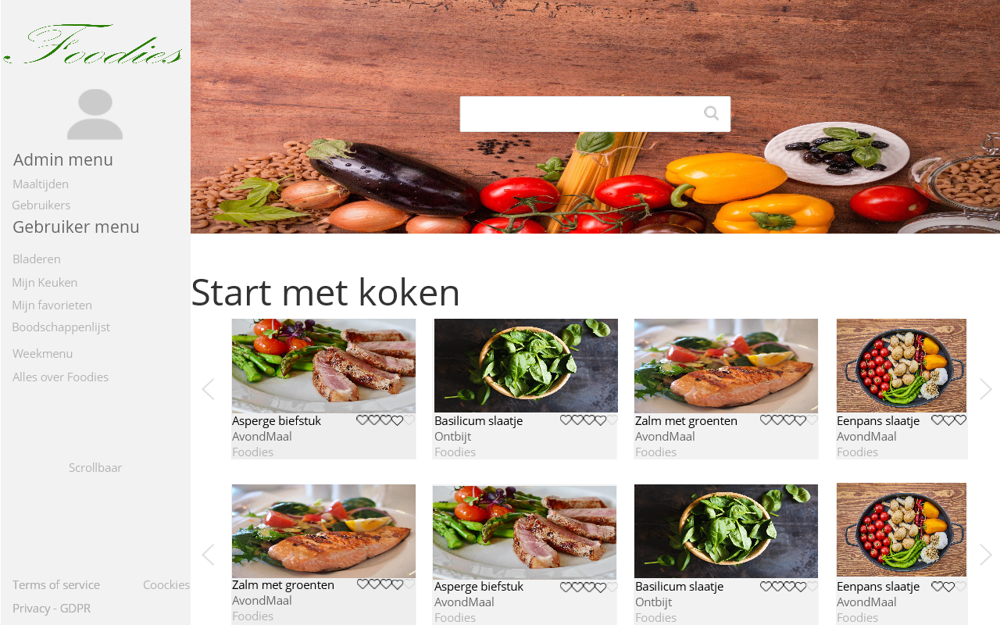 Foodies
Admin menu
Maaltijden
Gebruikers
Gebruiker menu
Bladeren
Mijn Keuken
Mijn favorieten
Boodschappenlijst
Weekmenu
Alles over Foodies
Scrollbaar
Terms of service Coockies
Privacy - GDPR
Start met koken
Asperge biefstuk
AvondMaal
Foodies
Basilicum slaatje
Ontbijt
Foodies
Zalm met groenten
AvondMaal
Foodies
Eenpans slaatje
AvondMaal
Foodies
Zalm met groenten
AvondMaal
Foodies
Asperge biefstuk
AvondMaal
Foodies
Basilicum slaatje
Ontbijt
Foodies
Eenpans slaatje
AvondMaal
Foodies